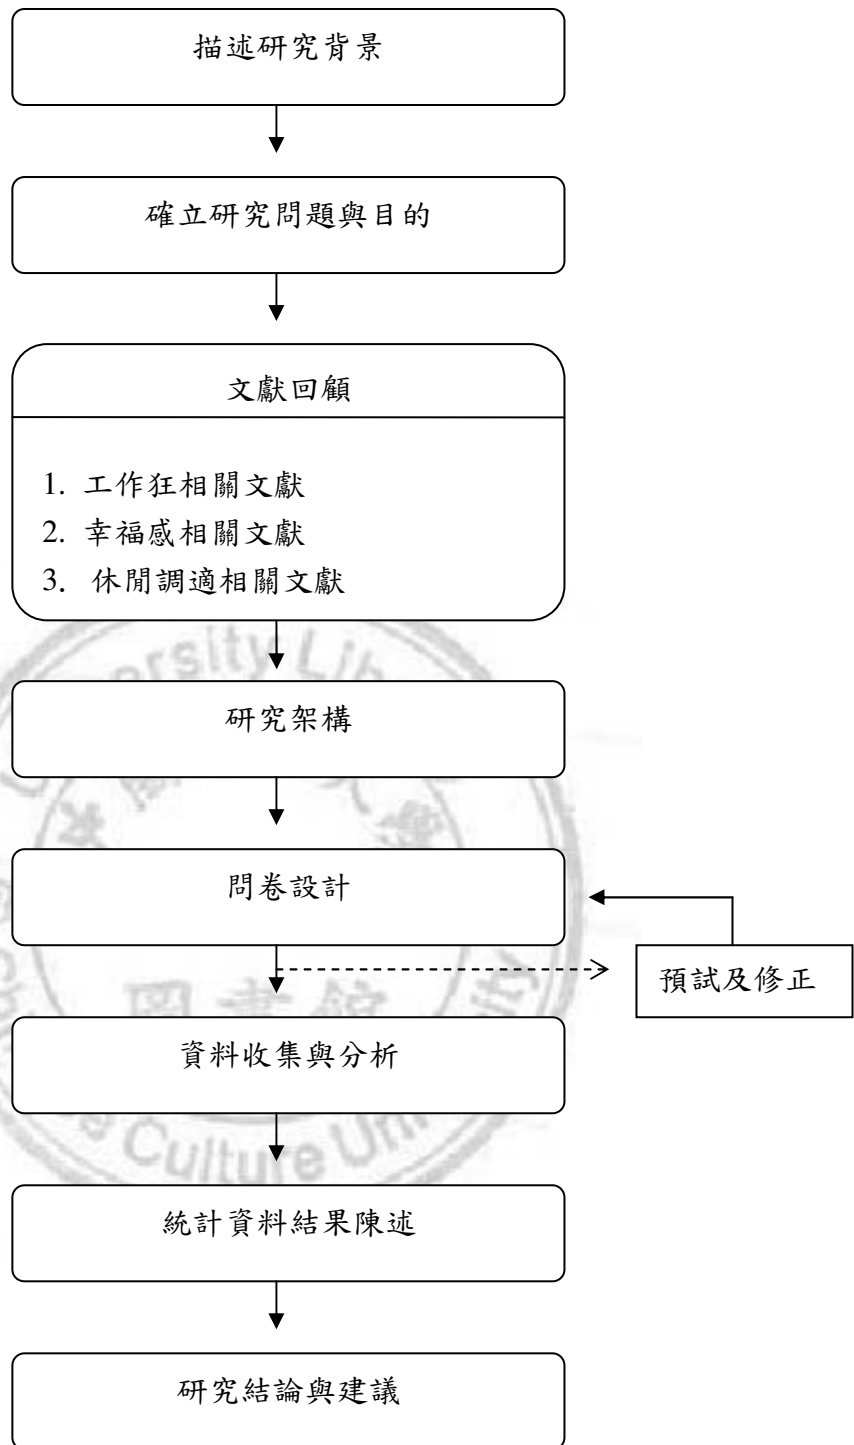 描述研究背景
確立研究問題與目的
文獻回顧
1. 工作狂相關文獻
2. 幸福感相關文獻
3. 休閒調適相關文獻
研究架構
問卷設計
預試及修正
資料收集與分析
統計資料結果陳述
研究結論與建議